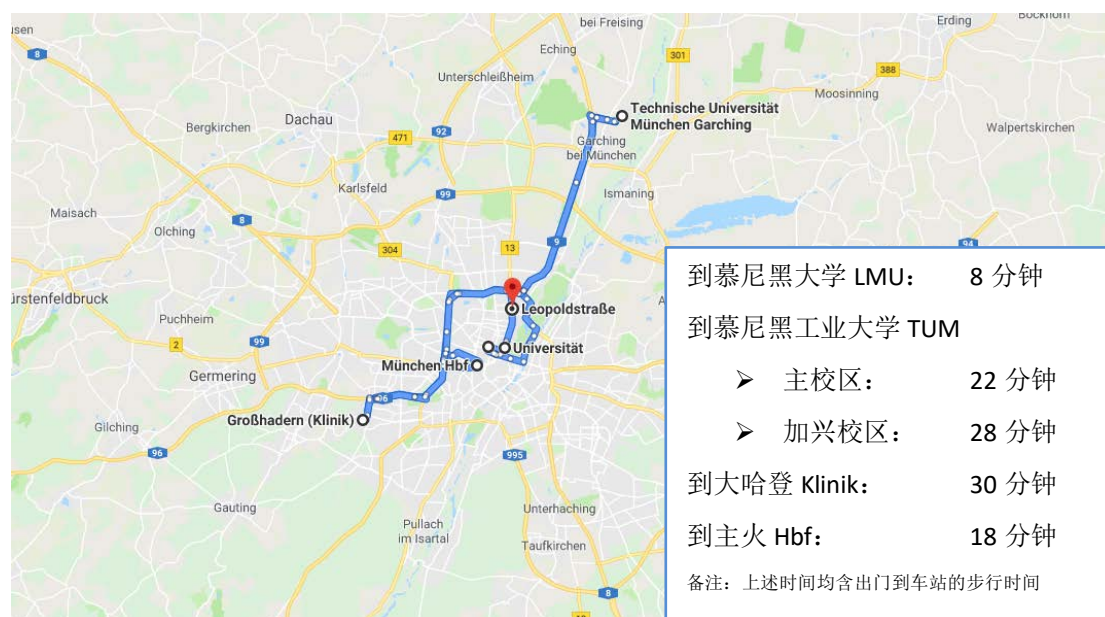 bei Freising
Erding
Eching
8
301
Unterschleißheim
388
Moosinning
Technische Universität
München Garching
Dachau
Bergkirchen
92
471
Garching
bei München
Walpertskirchen
99
Karlsfeld
Ismaning
Maisach
8
Olching
13
9
304
94
Leopoldstraße
Puchheim
2
99
Universität
München Hbf
Germering
96
Großhadern (Klinik)
Gilching
96
995
Gauting
Unterhaching
Pullach
im Isartal
Taufkirchen
8
到慕尼黑大学 LMU： 8 分钟
到慕尼黑工业大学 TUM
➢ 主校区： 22 分钟
➢ 加兴校区： 28 分钟
到大哈登 Klinik： 30 分钟
到主火 Hbf： 18 分钟
备注：上述时间均含出门到车站的步行时间